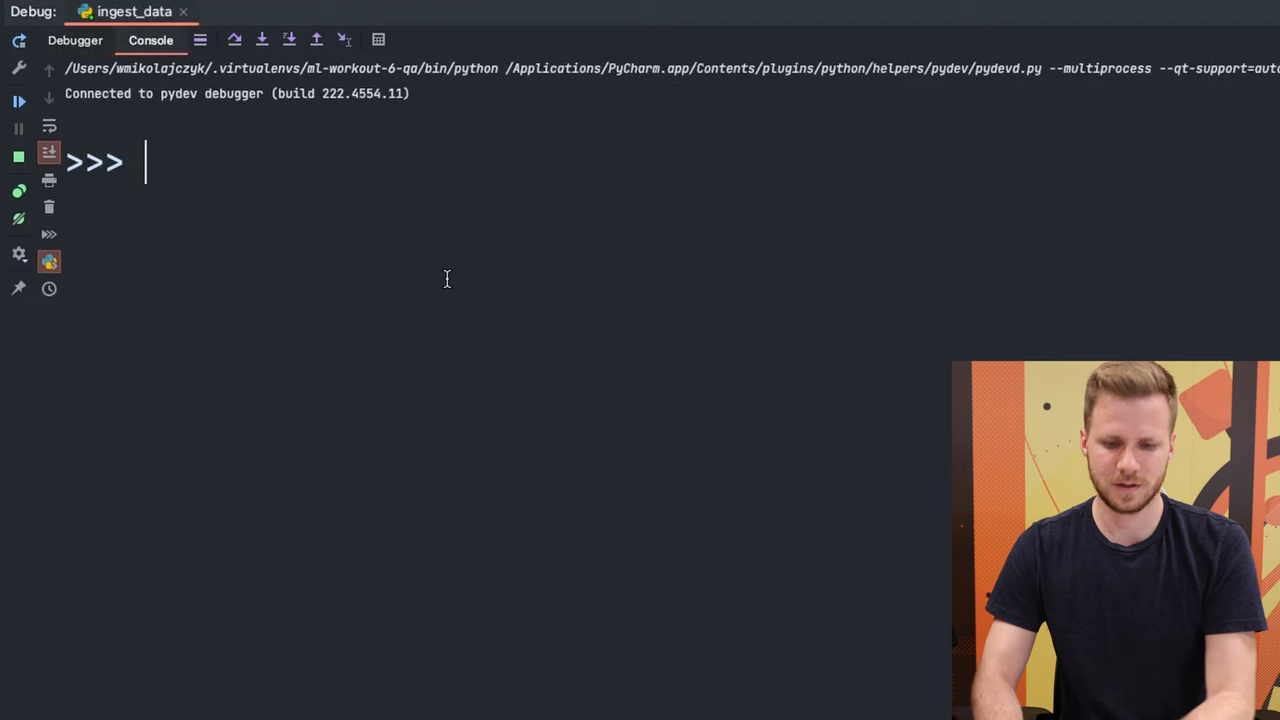 Debug: ingest_data
Debugger Console
/Users/wmikolajczyk/.virtualenvs/ml-workout-6-qa/bin/python /Applications/PyCharm.app/Contents/plugins/python/helpers/pydev/pydevd.py --multiprocess --qt-support=auto
Connected to pydev debugger (build 222.4554.11)
>>>